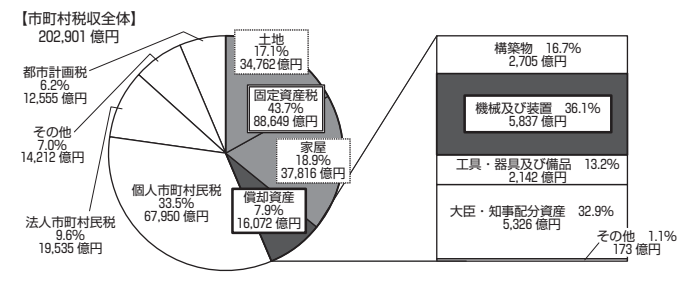 【市町村税収全体】
202,901 億円
土地
17.1%
34,762億円
固定資産税
43.7%
88,649 億円
家屋
18.9%
37,816 億円
償却資産
7.9%
16,072 億円
個人市町村民税
33.5%
67,950 億円
法人市町村民税
9.6%
19,535 億円
その他
7.0%
14,212 億円
都市計画税
6.2%
12,555 億円
構築物 16.7%
2,705 億円
機械及び装置 36.1%
5,837 億円
工具・器具及び備品 13.2%
2,142 億円
大臣・知事配分資産 32.9%
5,326 億円
その他 1.1%
173 億円